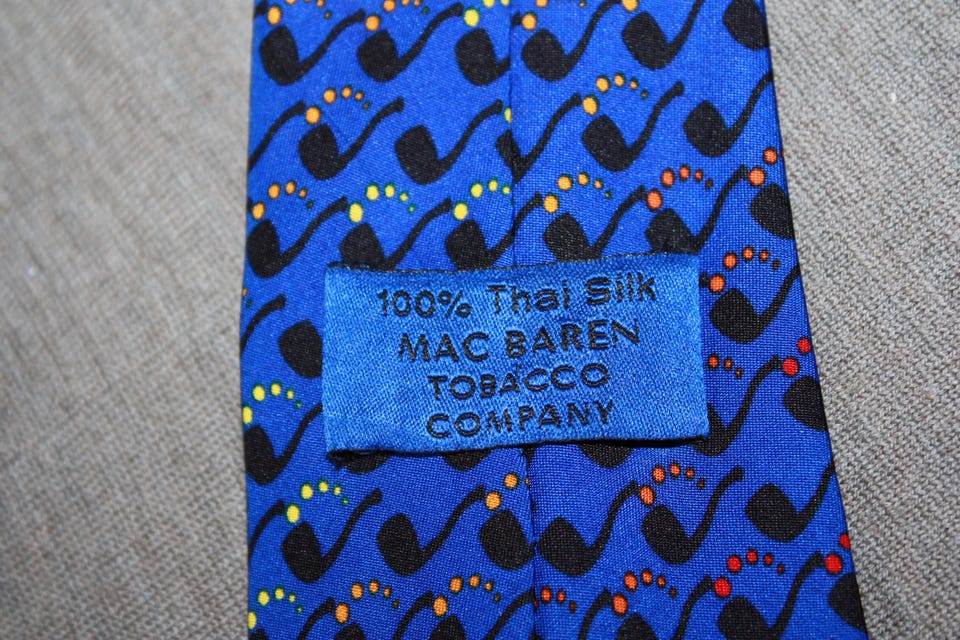 100% Thai Silk
MAC BAREN
TOBACCO
COMPANY